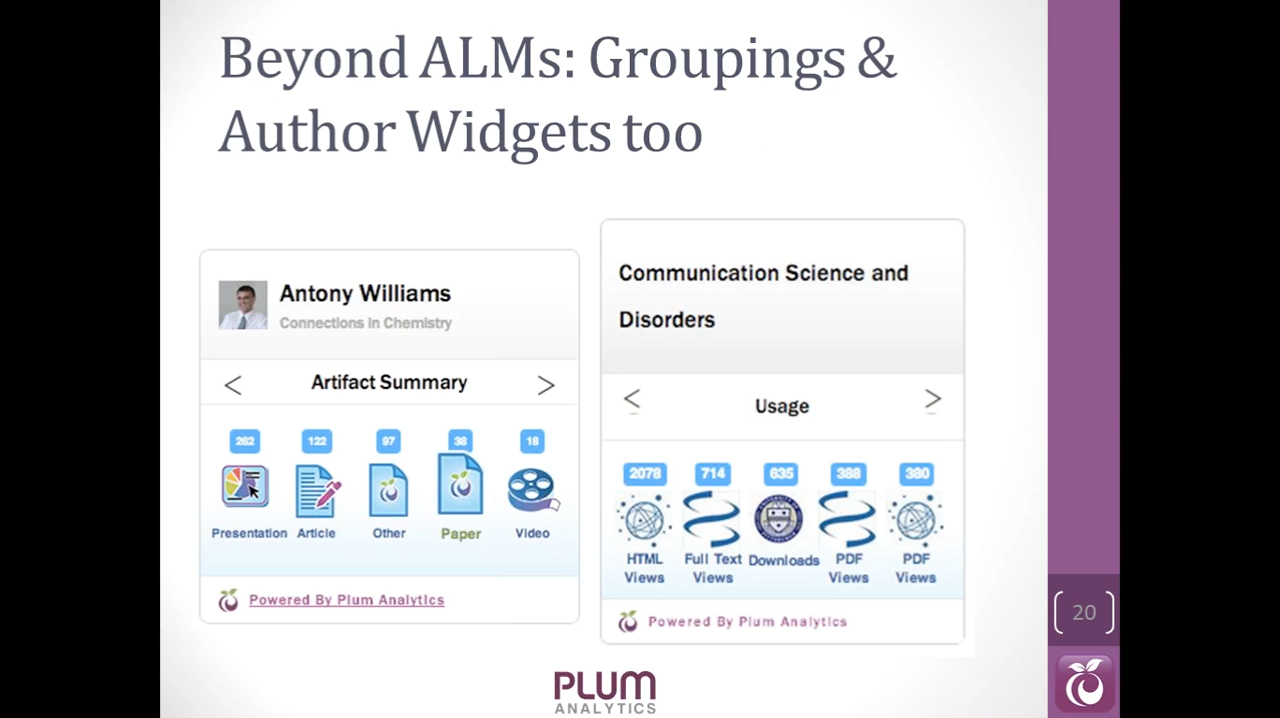 Beyond ALMs: Groupings &
Author Widgets too
Antony Williams
Connections in Chemistry
< Artifact Summary >
262 122 97 38 18
Presentation Article Other Paper Video
Powered By Plum Analytics
Communication Science and
Disorders
< Usage >
2078 714 635 388 380
HTML Views Full Text Views Downloads PDF Views PDF Views
Powered By Plum Analytics
20
PLUM
ANALYTICS